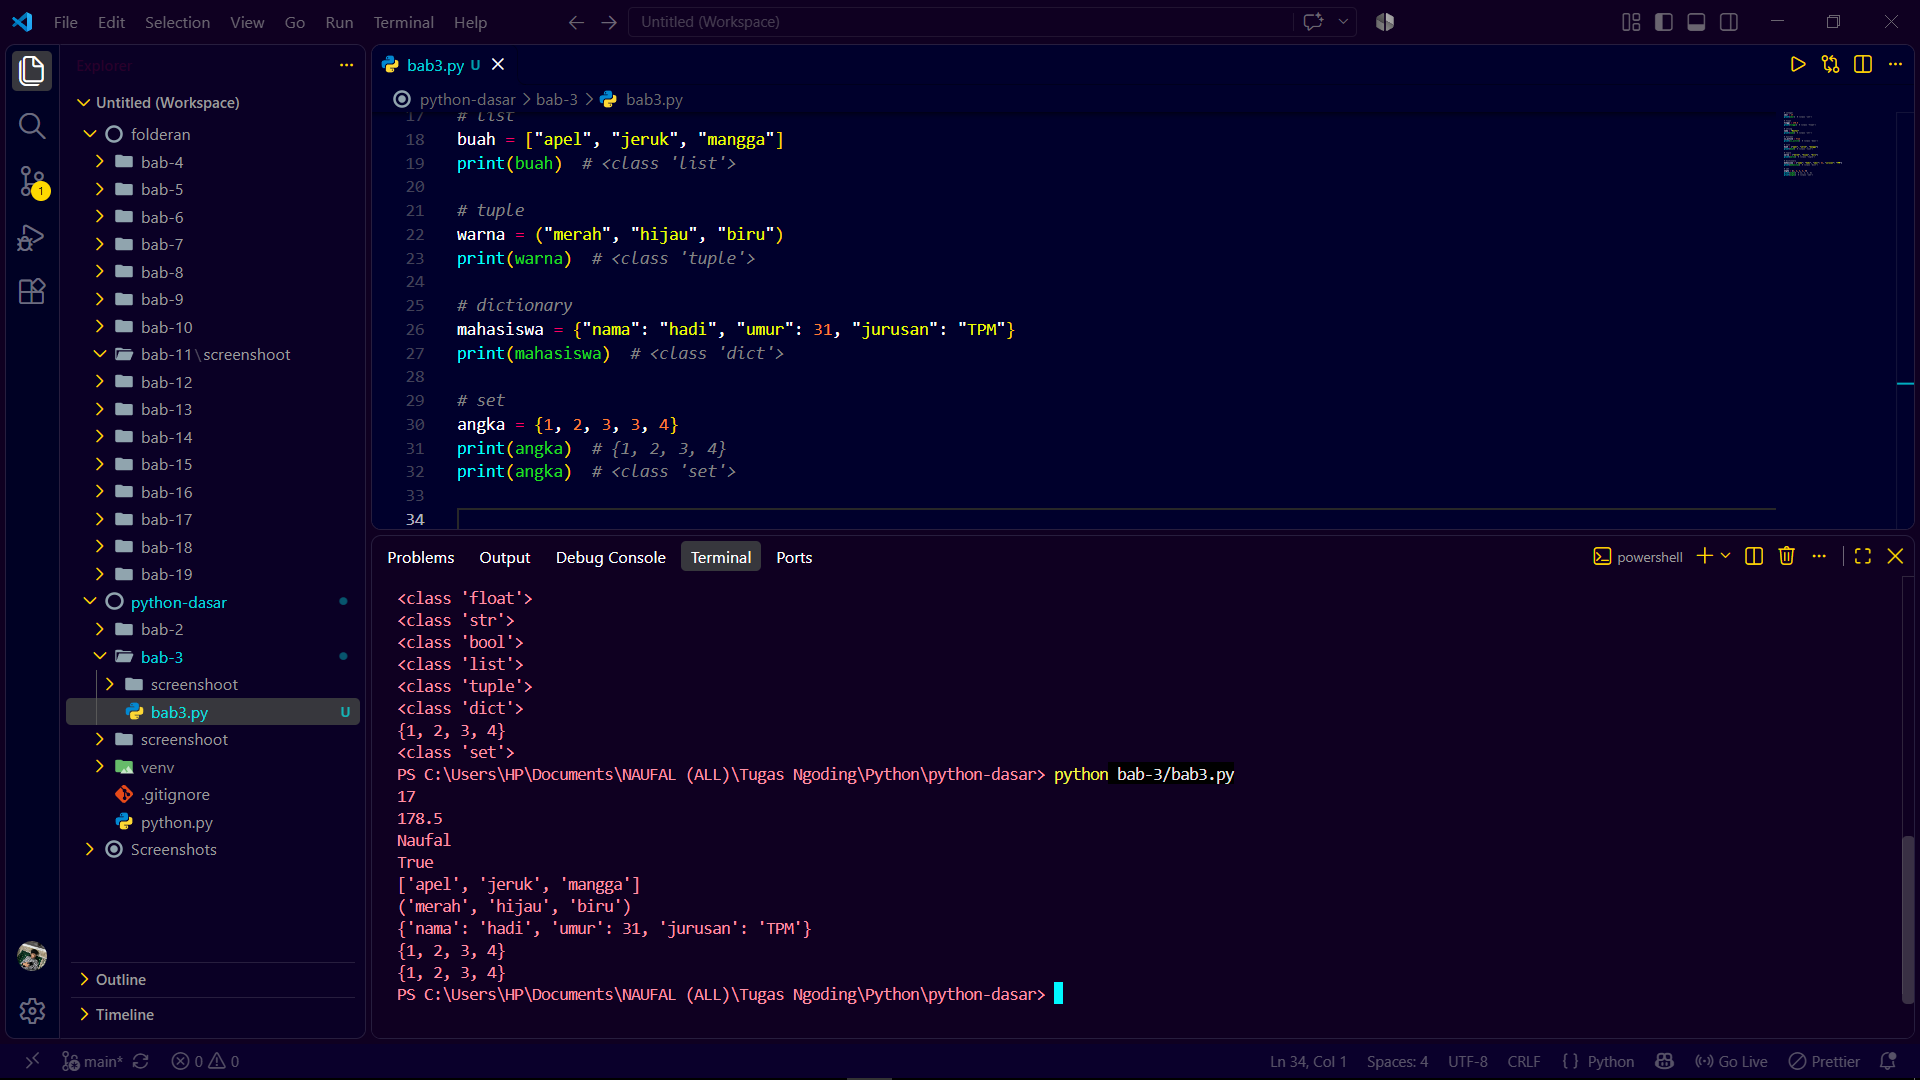 File Edit Selection View Go Run Terminal Help
Untitled (Workspace)
Explorer
Untitled (Workspace)
folderan
bab-4
bab-5
bab-6
bab-7
bab-8
bab-9
bab-10
bab-11\screenshoot
bab-12
bab-13
bab-14
bab-15
bab-16
bab-17
bab-18
bab-19
python-dasar
bab-2
bab-3
screenshoot
bab3.py U
screenshoot
venv
.gitignore
python.py
Screenshots
Outline
Timeline
1
bab3.py U
python-dasar > bab-3 > bab3.py
17 # list
18 buah = ["apel", "jeruk", "mangga"]
19 print(buah)  # <class 'list'>
20
21 # tuple
22 warna = ("merah", "hijau", "biru")
23 print(warna)  # <class 'tuple'>
24
25 # dictionary
26 mahasiswa = {"nama": "hadi", "umur": 31, "jurusan": "TPM"}
27 print(mahasiswa)  # <class 'dict'>
28
29 # set
30 angka = {1, 2, 3, 3, 4}
31 print(angka)  # {1, 2, 3, 4}
32 print(angka)  # <class 'set'>
33
34
Problems Output Debug Console Terminal Ports
powershell
<class 'float'>
<class 'str'>
<class 'bool'>
<class 'list'>
<class 'tuple'>
<class 'dict'>
{1, 2, 3, 4}
<class 'set'>
PS C:\Users\HP\Documents\NAUFAL (ALL)\Tugas Ngoding\Python\python-dasar> python bab-3/bab3.py
17
178.5
Naufal
True
['apel', 'jeruk', 'mangga']
('merah', 'hijau', 'biru')
{'nama': 'hadi', 'umur': 31, 'jurusan': 'TPM'}
{1, 2, 3, 4}
{1, 2, 3, 4}
PS C:\Users\HP\Documents\NAUFAL (ALL)\Tugas Ngoding\Python\python-dasar>
main* 0 0
Ln 34, Col 1 Spaces: 4 UTF-8 CRLF { } Python Go Live Prettier